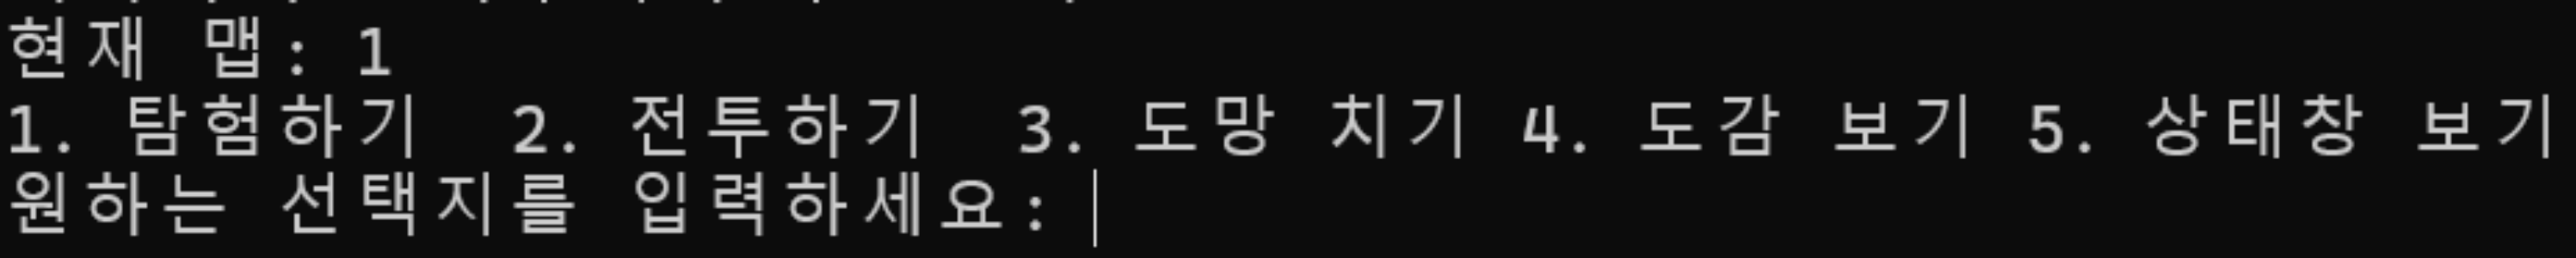 현재 맵: 1
1. 탐험하기  2. 전투하기  3. 도망 치기 4. 도감 보기 5. 상태창 보기
원하는 선택지를 입력하세요: